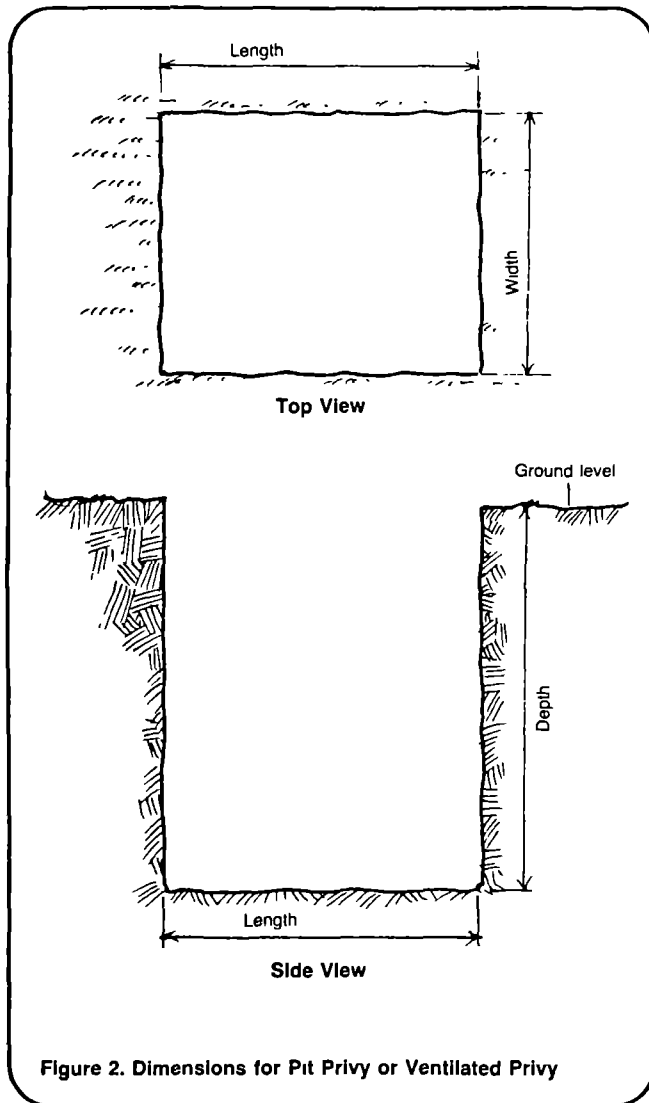 Length
Width
Top View
Ground level
Depth
Length
Side View
Figure 2. Dimensions for Pit Privy or Ventilated Privy